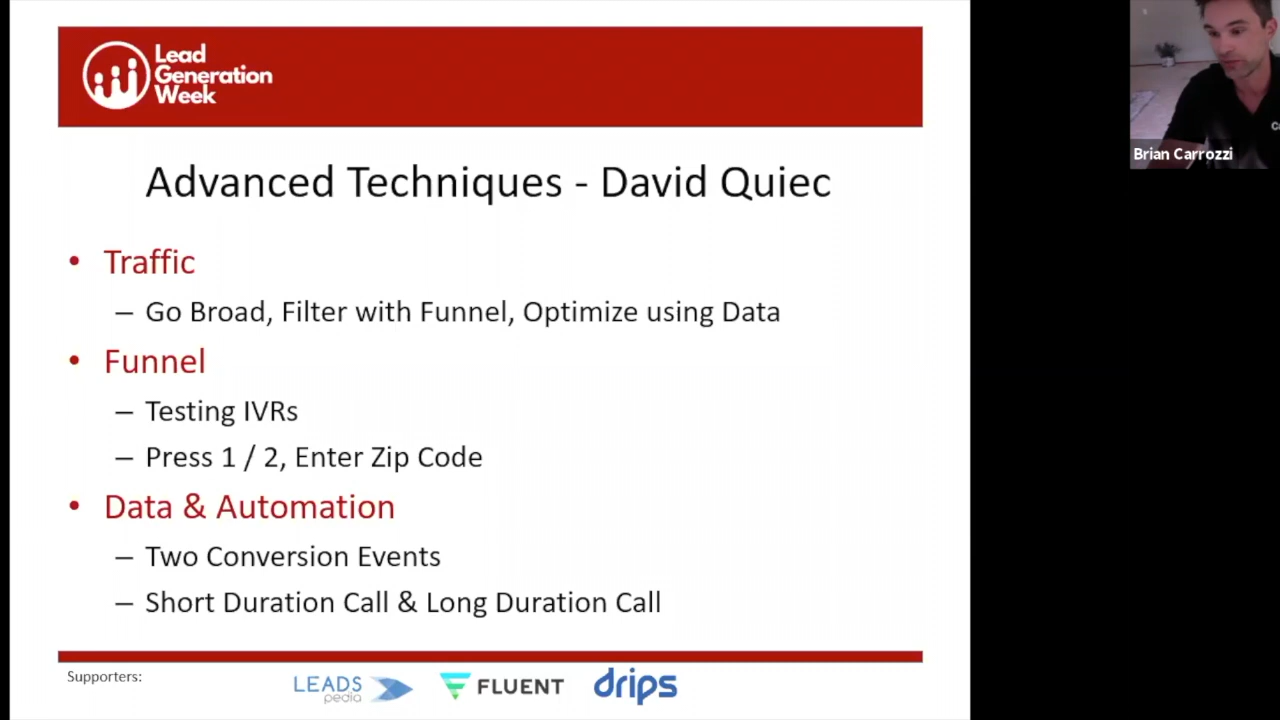 Lead
Generation
Week
Advanced Techniques - David Quiec
• Traffic
– Go Broad, Filter with Funnel, Optimize using Data
• Funnel
– Testing IVRs
– Press 1 / 2, Enter Zip Code
• Data & Automation
– Two Conversion Events
– Short Duration Call & Long Duration Call
Supporters:
LEADS
pedia
FLUENT
drips
Brian Carrozzi